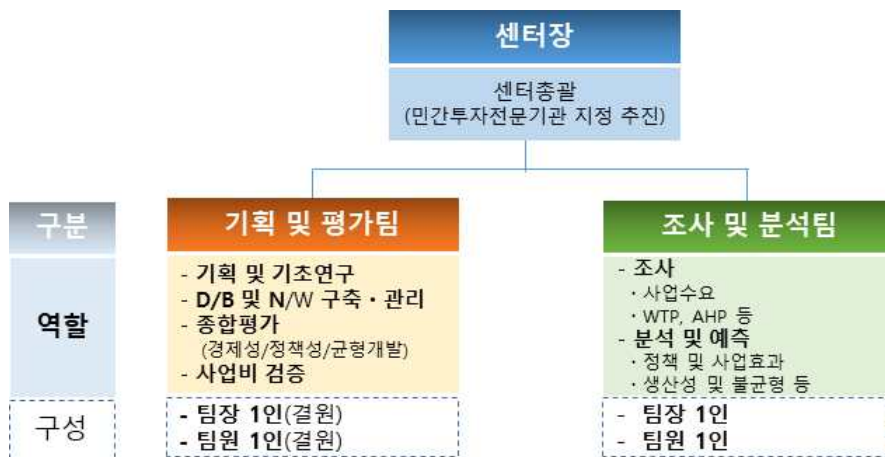 센터장
센터총괄
(민간투자전문기관 지정 추진)
구분
기획 및 평가팀
조사 및 분석팀
역할
- 기획 및 기초연구
- D/B 및 N/W 구축・관리
- 종합평가
(경제성/정책성/균형개발)
- 사업비 검증
- 조사
・사업수요
・WTP, AHP 등
- 분석 및 예측
・정책 및 사업효과
・생산성 및 불균형 등
구성
- 팀장 1인(결원)
- 팀원 1인(결원)
- 팀장 1인
- 팀원 1인